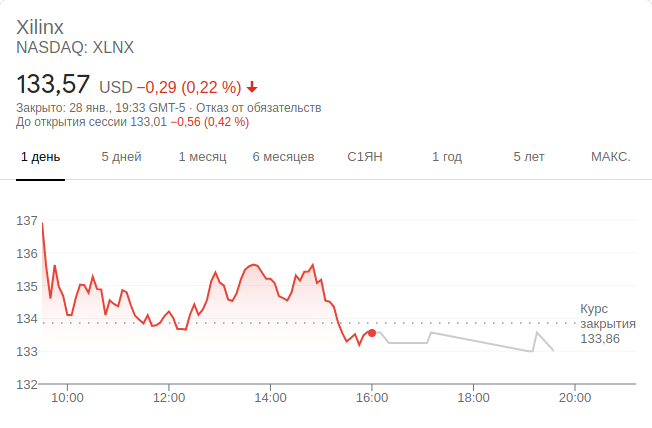 Xilinx
NASDAQ: XLNX
133,57 USD −0,29 (0,22 %)
Закрыто: 28 янв., 19:33 GMT-5 · Отказ от обязательств
До открытия сессии 133,01 −0,56 (0,42 %)
1 день 5 дней 1 месяц 6 месяцев С1ЯН 1 год 5 лет МАКС.
137
136
135
134
133
132
Курс
закрытия
133,86
10:00 12:00 14:00 16:00 18:00 20:00